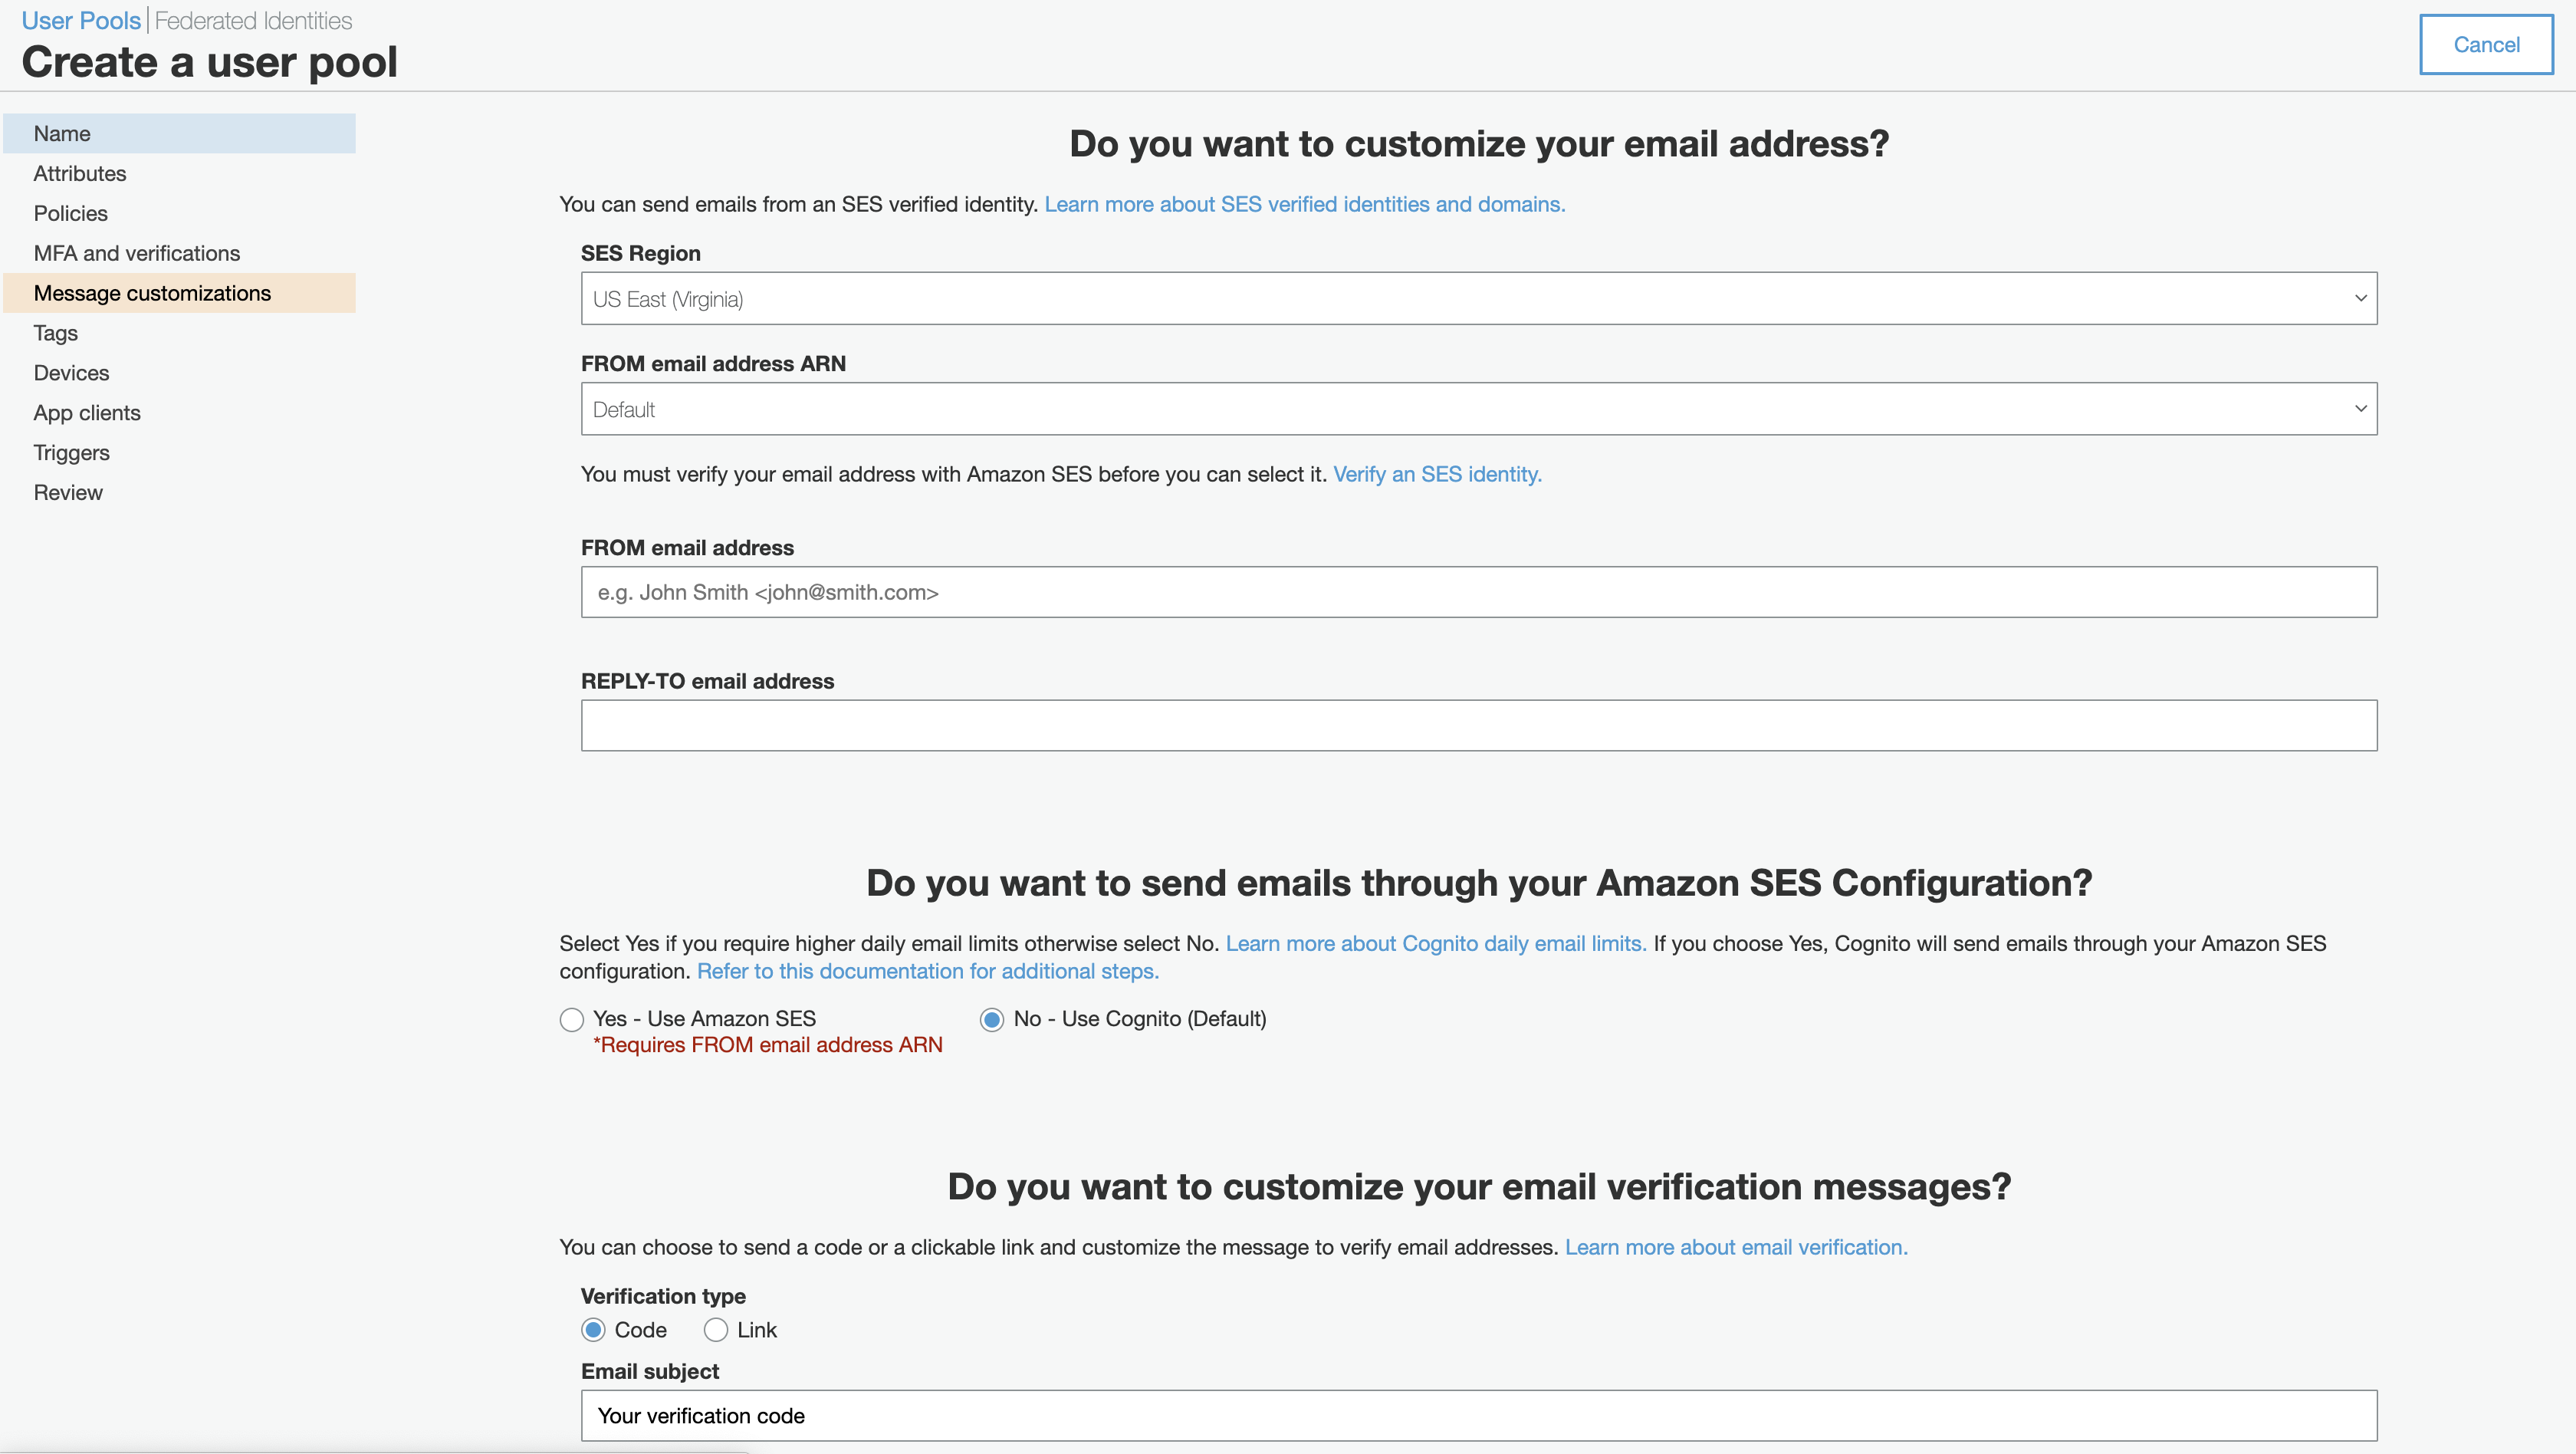 User Pools | Federated Identities
Create a user pool
Cancel
Name
Attributes
Policies
MFA and verifications
Message customizations
Tags
Devices
App clients
Triggers
Review
Do you want to customize your email address?
You can send emails from an SES verified identity. Learn more about SES verified identities and domains.
SES Region
US East (Virginia)
FROM email address ARN
Default
You must verify your email address with Amazon SES before you can select it. Verify an SES identity.
FROM email address
e.g. John Smith <john@smith.com>
REPLY-TO email address
Do you want to send emails through your Amazon SES Configuration?
Select Yes if you require higher daily email limits otherwise select No. Learn more about Cognito daily email limits. If you choose Yes, Cognito will send emails through your Amazon SES
configuration. Refer to this documentation for additional steps.
Yes - Use Amazon SES
No - Use Cognito (Default)
*Requires FROM email address ARN
Do you want to customize your email verification messages?
You can choose to send a code or a clickable link and customize the message to verify email addresses. Learn more about email verification.
Verification type
Code Link
Email subject
Your verification code